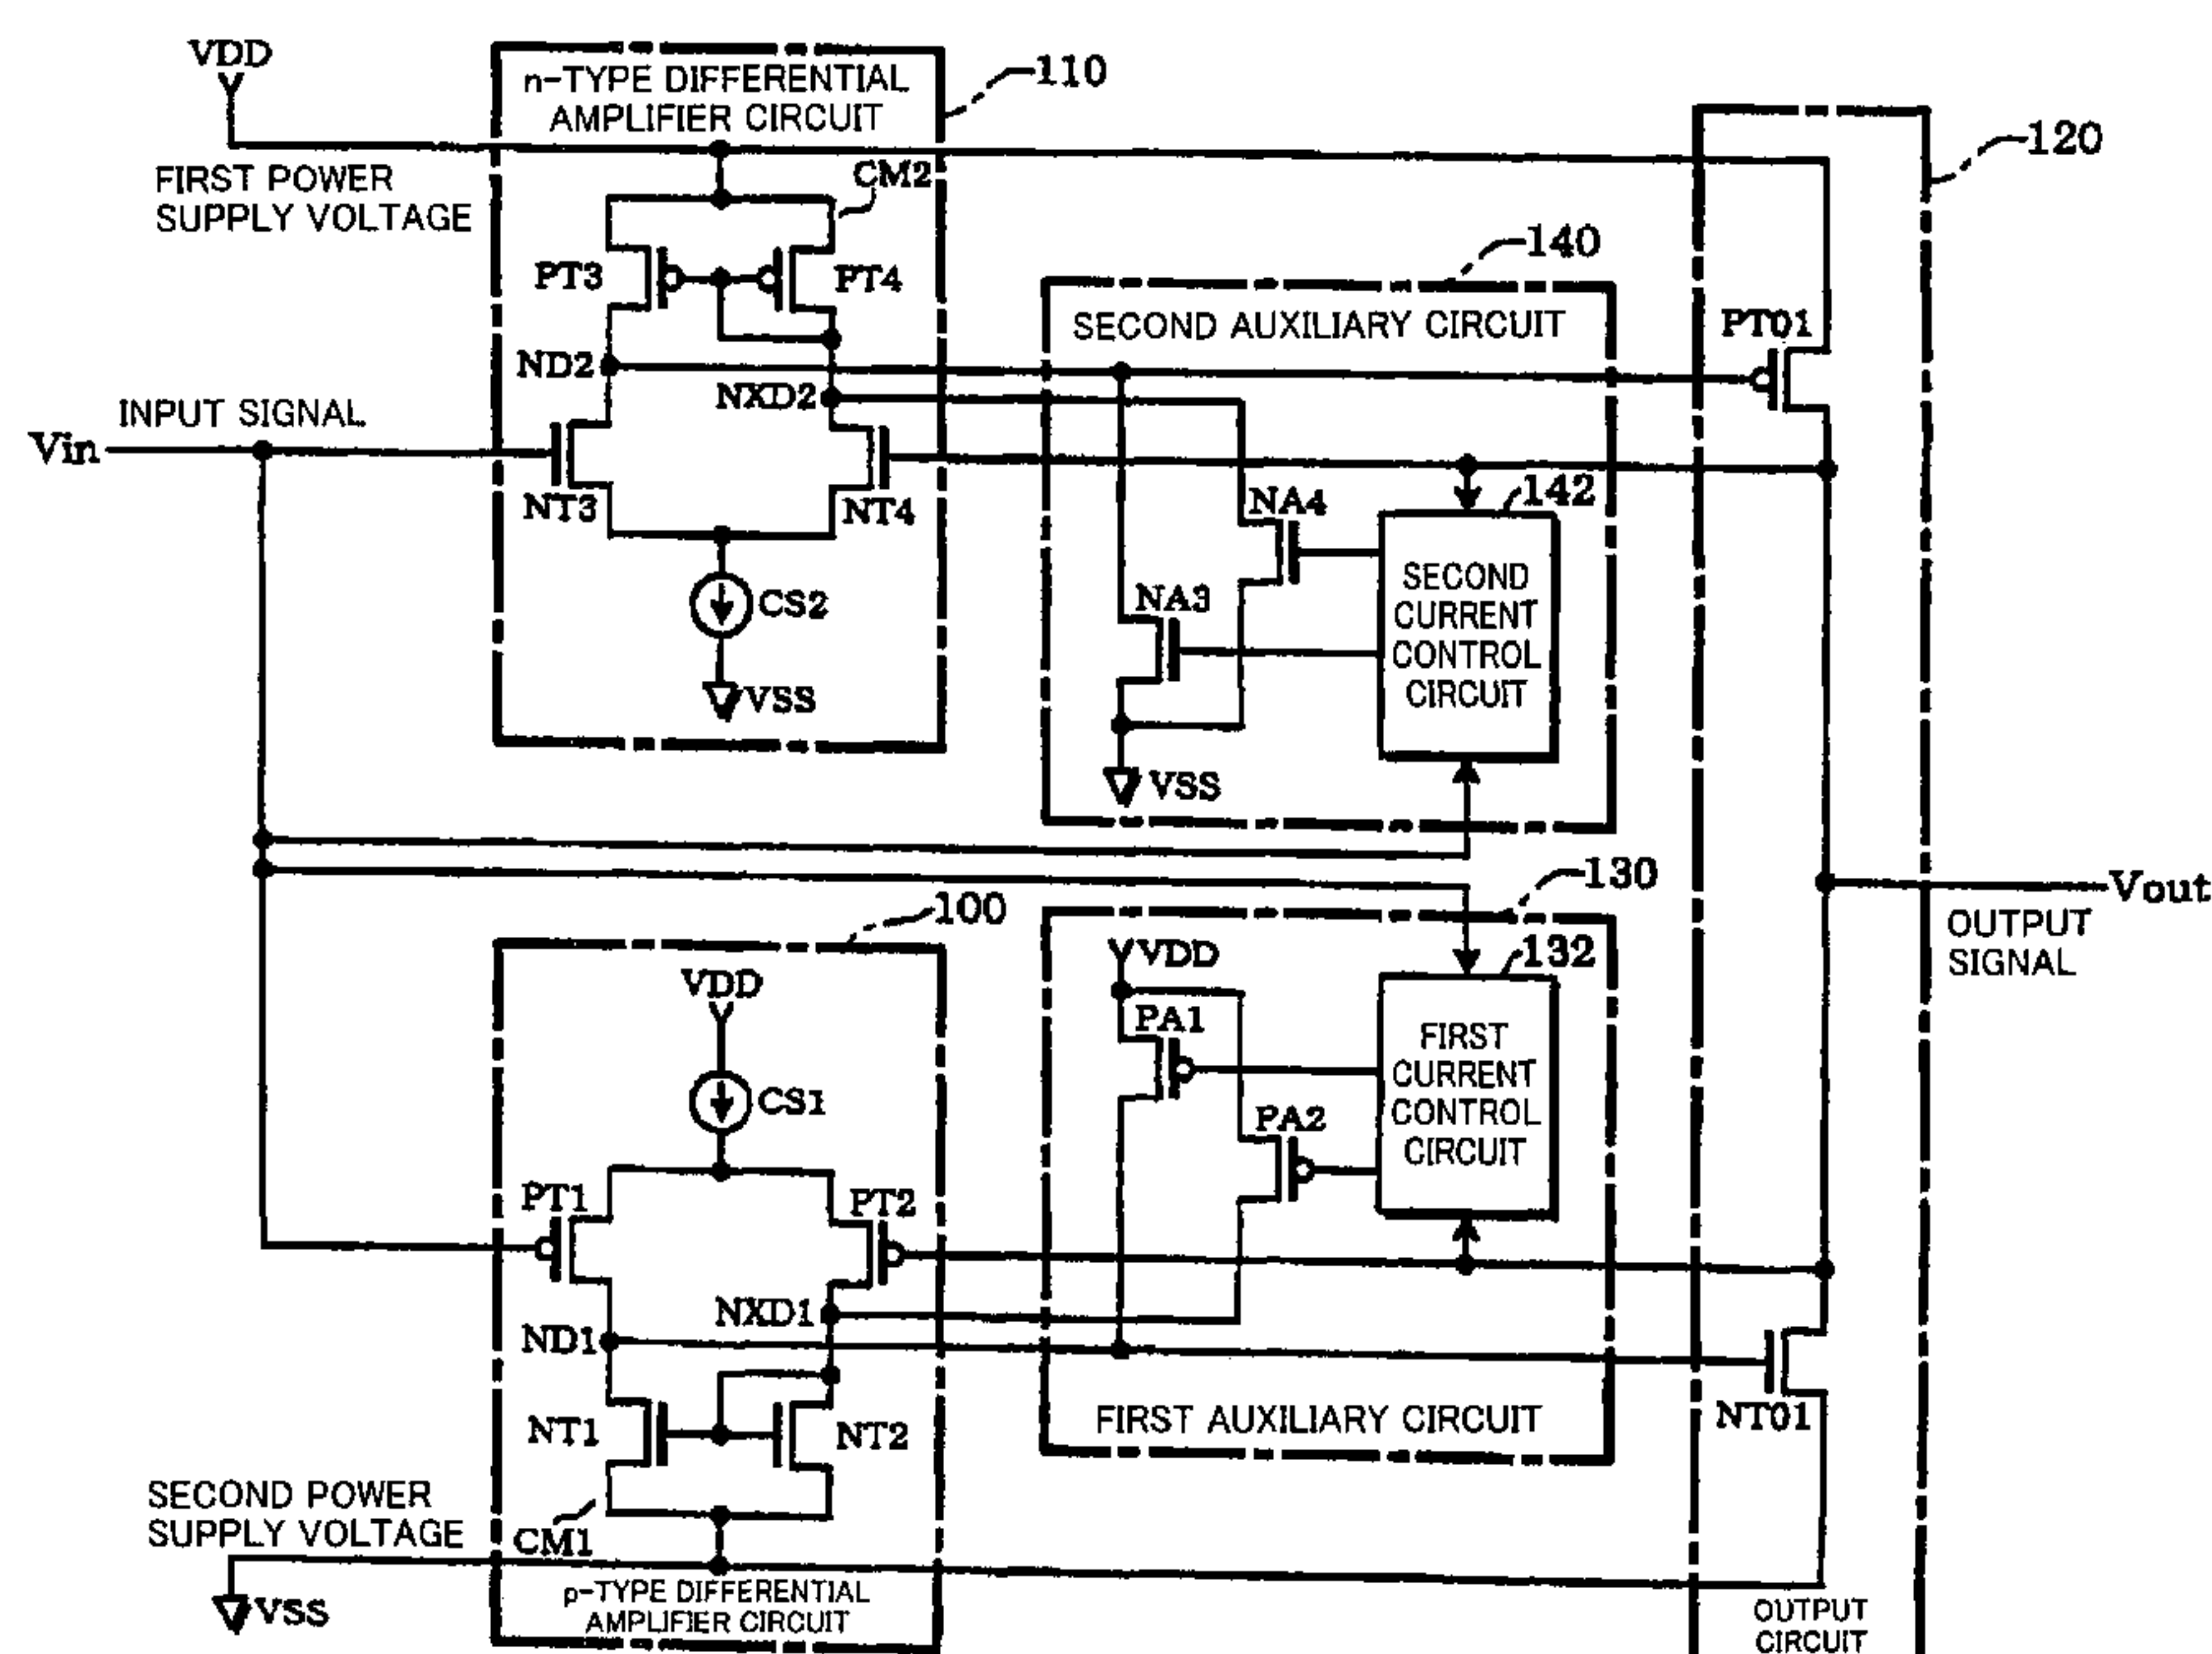 VDD
n-TYPE DIFFERENTIAL
AMPLIFIER CIRCUIT
110
120
FIRST POWER
SUPPLY VOLTAGE
CM2
140
PT3
PT4
SECOND AUXILIARY CIRCUIT
PT01
ND2
NXD2
INPUT SIGNAL
Vin
NT3
NT4
NA4
142
CS2
NA3
SECOND
CURRENT
CONTROL
CIRCUIT
VSS
VSS
130
Vout
OUTPUT
SIGNAL
100
VDD
VDD
132
PA1
CS1
FIRST
CURRENT
CONTROL
CIRCUIT
PA2
PT1
PT2
NXD1
ND1
NT1
NT2
FIRST AUXILIARY CIRCUIT
NT01
SECOND POWER
SUPPLY VOLTAGE
CM1
VSS
p-TYPE DIFFERENTIAL
AMPLIFIER CIRCUIT
OUTPUT
CIRCUIT